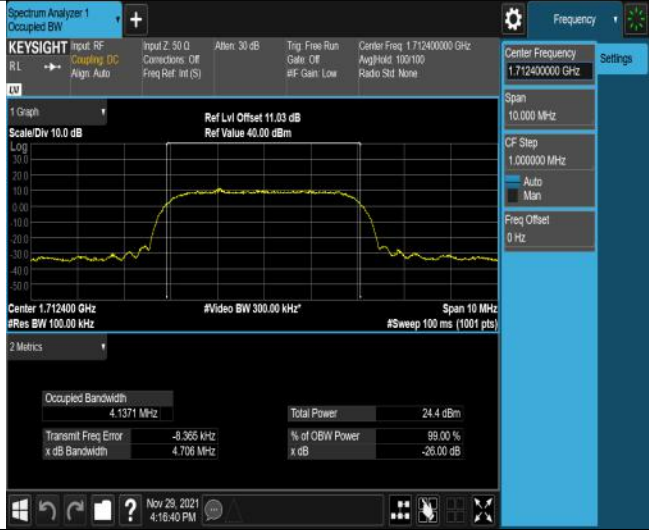 Spectrum Analyzer 1
Occupied BW
+
Frequency
KEYSIGHT
RL
LV
Input: RF
Coupling: DC
Align: Auto
Input Z: 50 Ω
Corrections: Off
Freq Ref: Int (S)
Atten: 30 dB
Trig: Free Run
Gate: Off
#IF Gain: Low
Center Freq: 1.712400000 GHz
Avg|Hold: 100/100
Radio Std: None
Center Frequency
1.712400000 GHz
Settings
Span
10.000 MHz
CF Step
1.000000 MHz
Auto
Man
Freq Offset
0 Hz
1 Graph
Scale/Div 10.0 dB
Ref Lvl Offset 11.03 dB
Ref Value 40.00 dBm
Log
30.0
20.0
10.0
0.00
-10.0
-20.0
-30.0
-40.0
-50.0
Center 1.712400 GHz
#Res BW 100.00 kHz
#Video BW 300.00 kHz*
Span 10 MHz
#Sweep 100 ms (1001 pts)
2 Metrics
Occupied Bandwidth
4.1371 MHz
Total Power 24.4 dBm
Transmit Freq Error -8.365 kHz
% of OBW Power 99.00 %
x dB Bandwidth 4.706 MHz
x dB -26.00 dB
?
Nov 29, 2021
4:16:40 PM